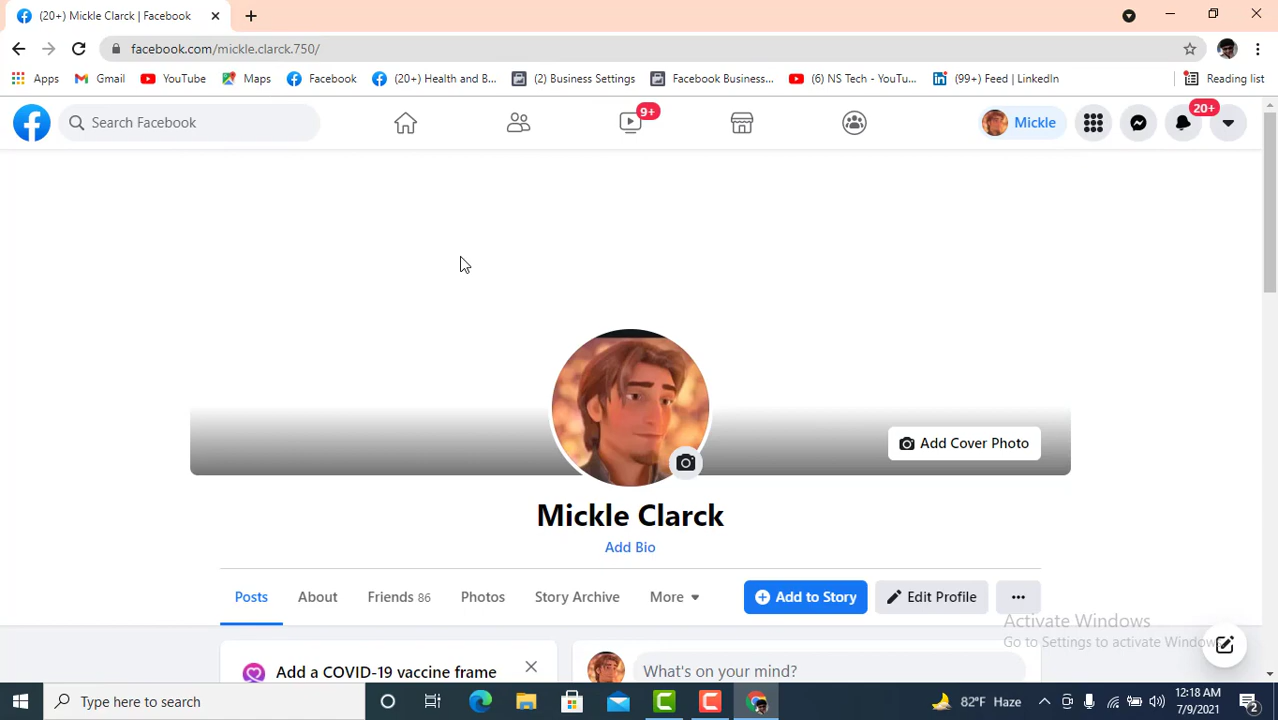 (20+) Mickle Clarck | Facebook
facebook.com/mickle.clarck.750/
Apps Gmail YouTube Maps Facebook (20+) Health and B... (2) Business Settings Facebook Business... (6) NS Tech - YouTu... (99+) Feed | LinkedIn Reading list
Search Facebook 9+ Mickle 20+
Add Cover Photo
Mickle Clarck
Add Bio
Posts About Friends 86 Photos Story Archive More Add to Story Edit Profile
Activate Windows
Go to Settings to activate Windows
Add a COVID-19 vaccine frame What's on your mind?
Type here to search 82°F Haze 12:18 AM
7/9/2021 2